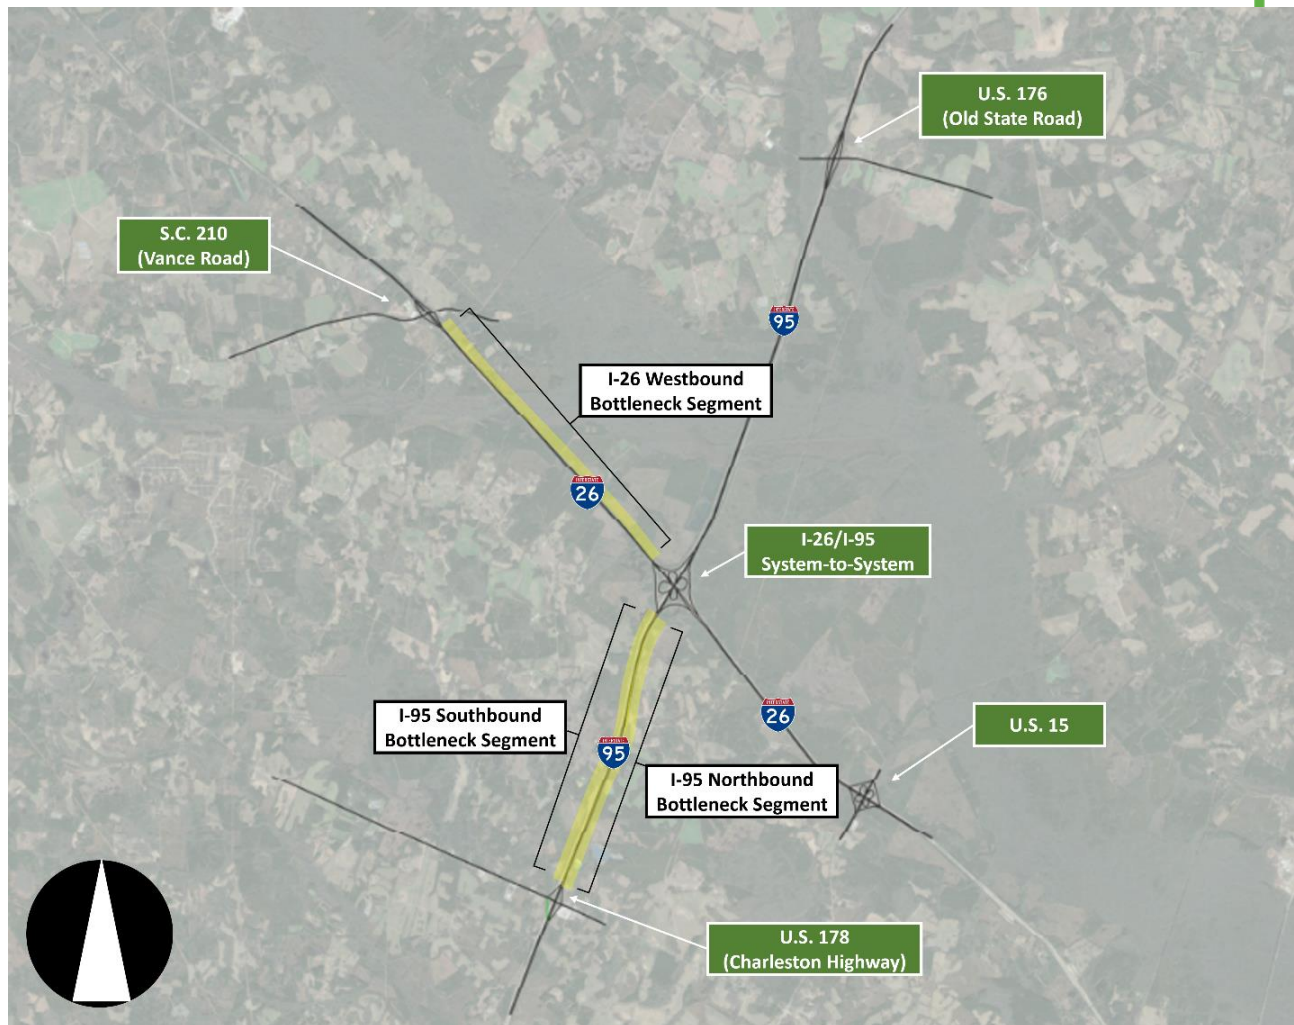 U.S. 176
(Old State Road)
S.C. 210
(Vance Road)
95
I-26 Westbound
Bottleneck Segment
26
I-26/I-95
System-to-System
I-95 Southbound
Bottleneck Segment
26
U.S. 15
95
I-95 Northbound
Bottleneck Segment
U.S. 178
(Charleston Highway)